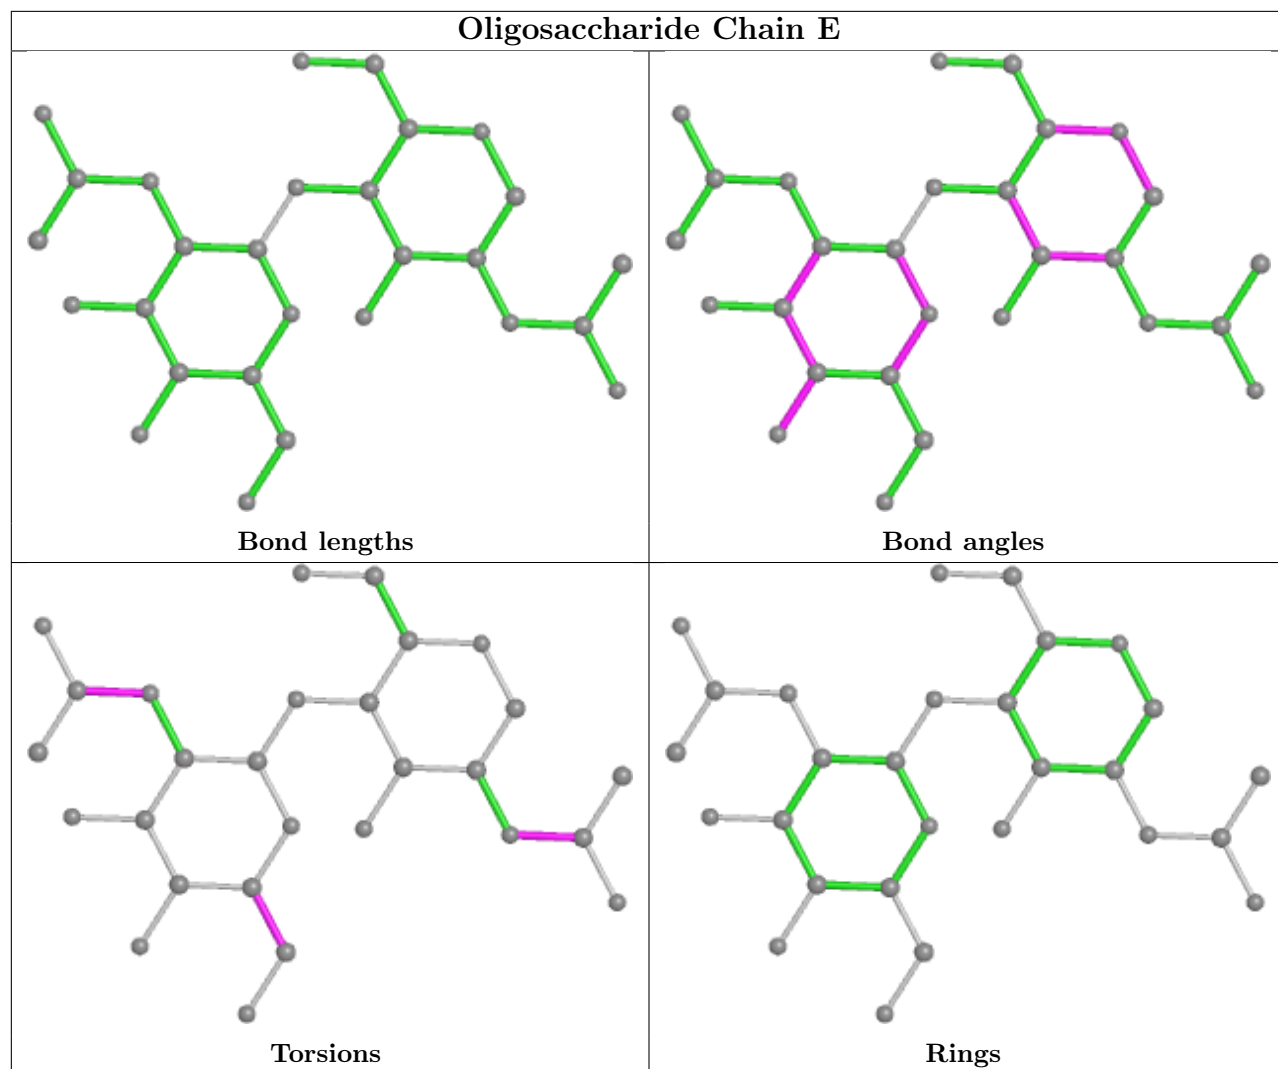 Oligosaccharide Chain E
Bond lengths
Bond angles
Torsions
Rings